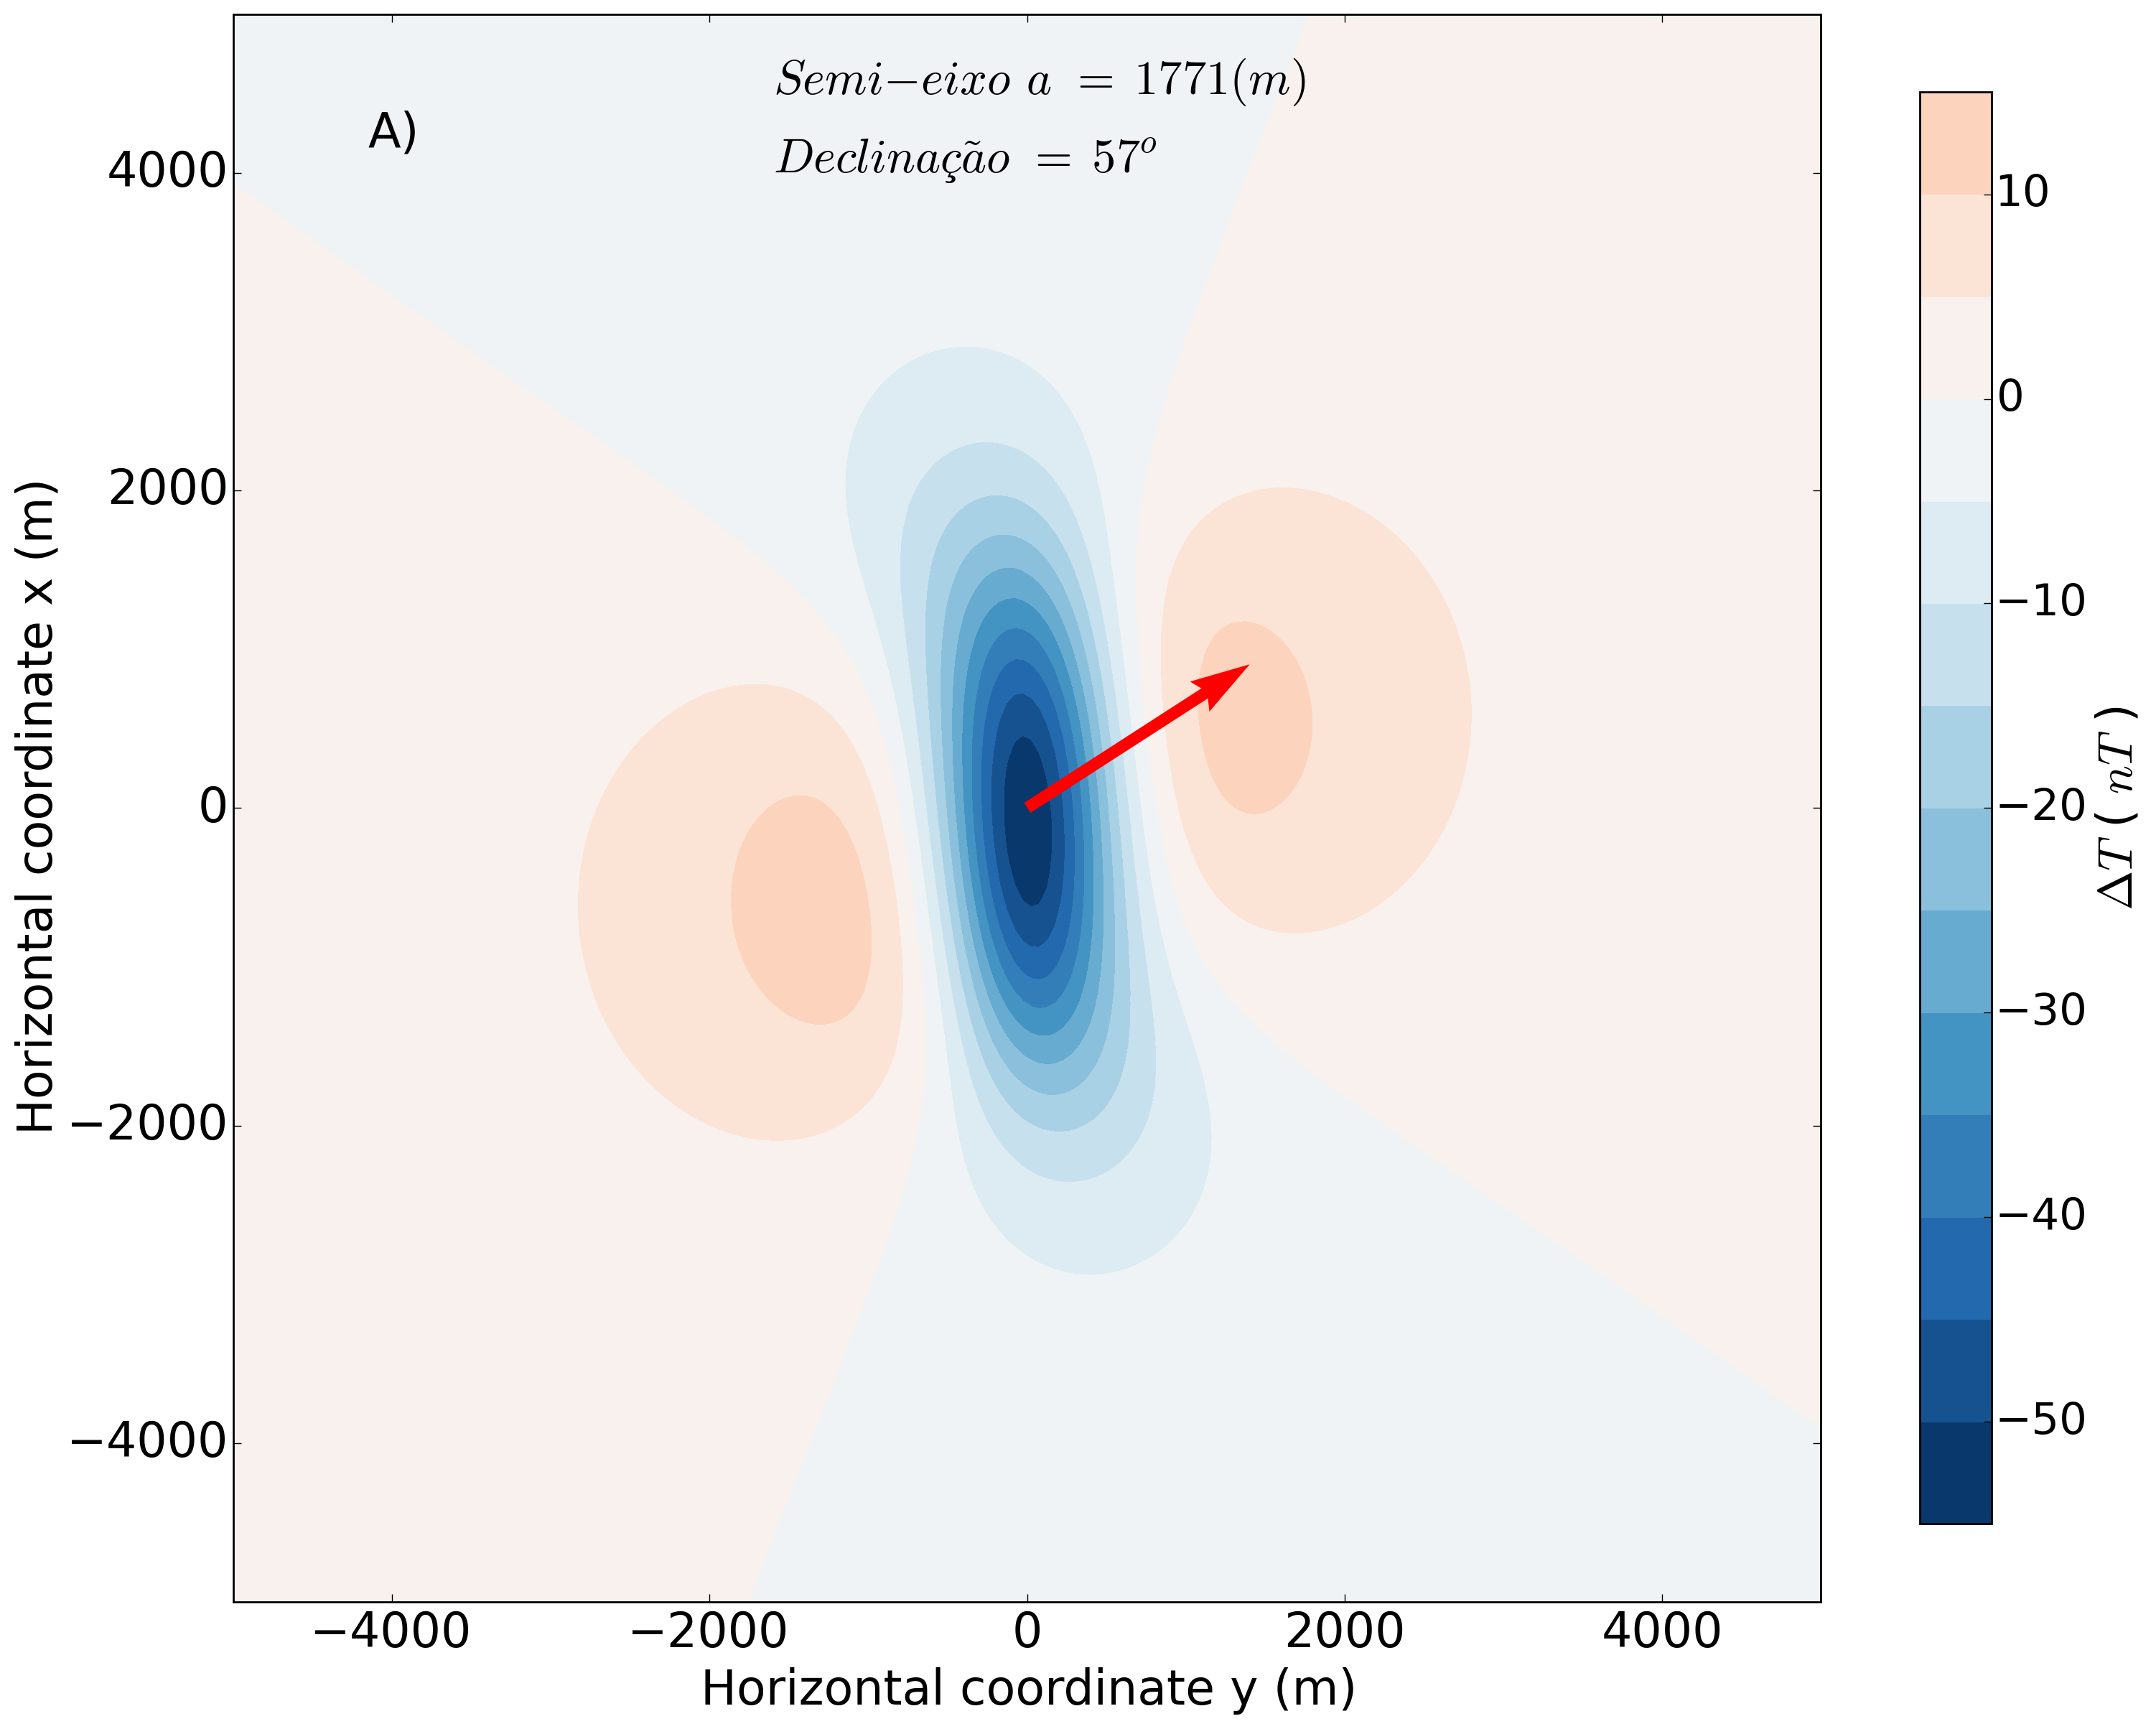 Semi−eixo a = 1771(m)
A)
Declinação = 57º
4000
2000
0
−2000
−4000
Horizontal coordinate x (m)
−4000
−2000
0
2000
4000
Horizontal coordinate y (m)
10
0
−10
−20
−30
−40
−50
ΔT ( nT )